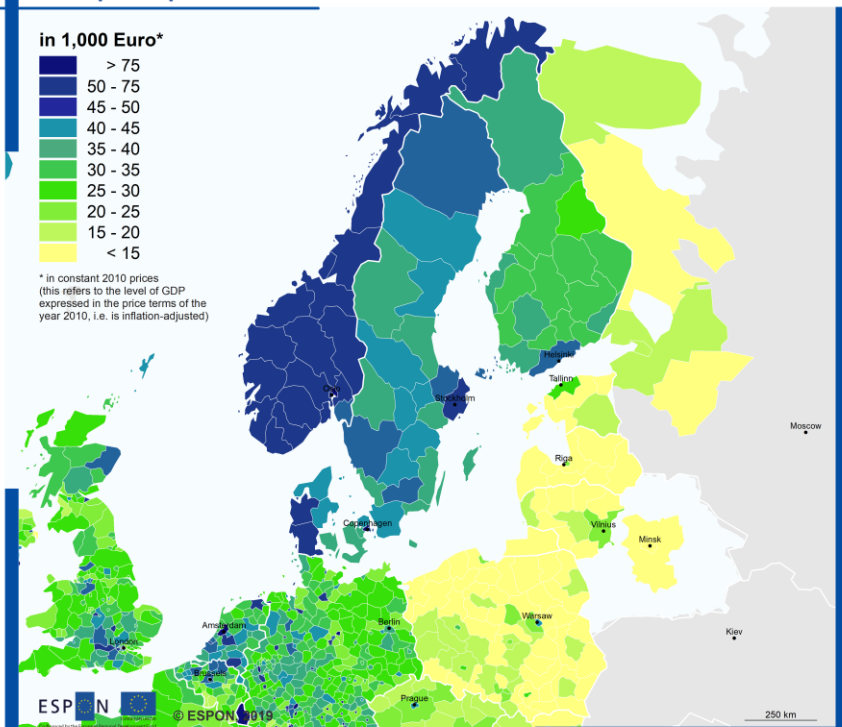 in 1,000 Euro*
> 75
50 - 75
45 - 50
40 - 45
35 - 40
30 - 35
25 - 30
20 - 25
15 - 20
< 15
* in constant 2010 prices
(this refers to the level of GDP
expressed in the price terms of the
year 2010, i.e. is inflation-adjusted)
Helsinki
Tallinn
Oslo
Stockholm
Moscow
Riga
Copenhagen
Vilnius
Minsk
Amsterdam
Berlin
Warsaw
Kiev
London
Brussels
Prague
ESPON
© ESPON, 2019
250 km